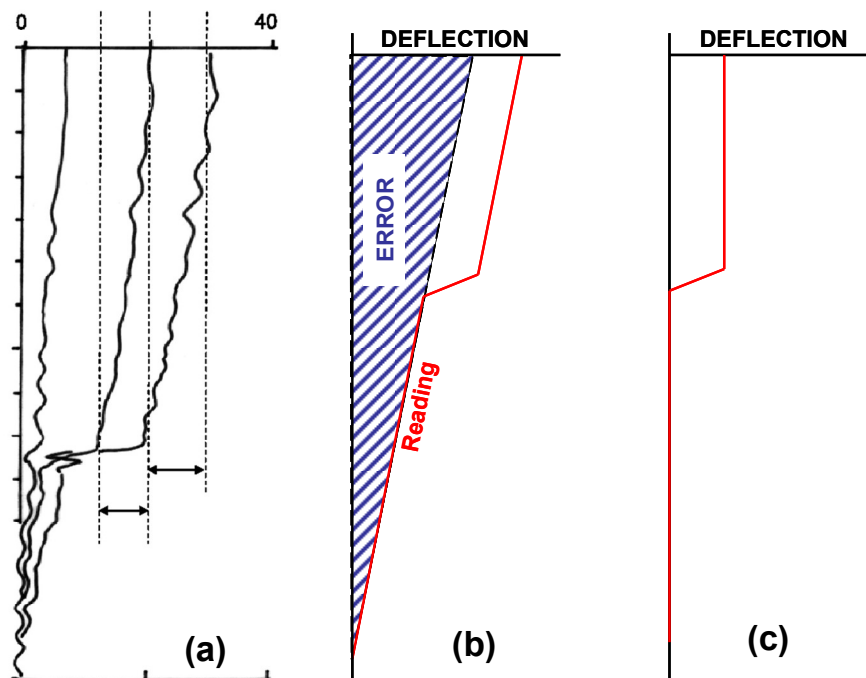 0 40
DEFLECTION
DEFLECTION
ERROR
Reading
(a)
(b)
(c)